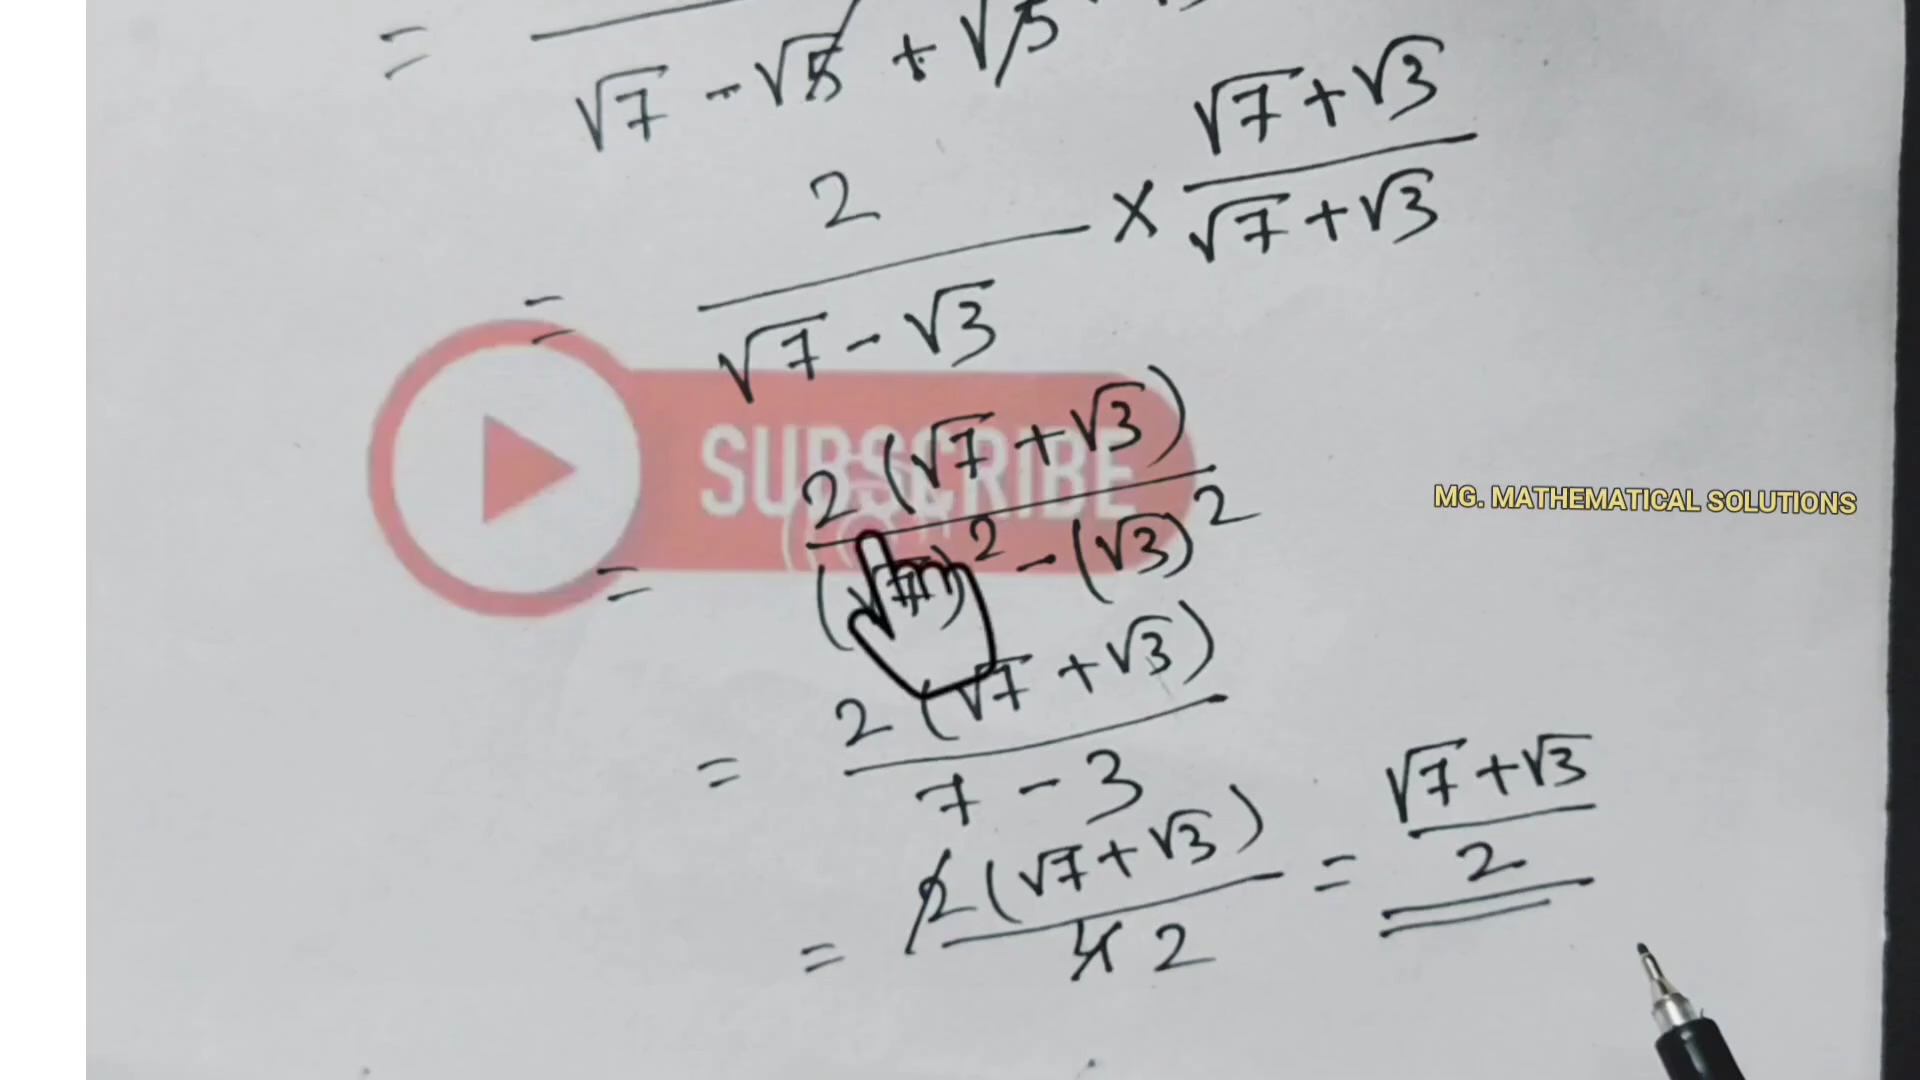 = √7 - √5 + √5
= 2 / (√7 - √3) × (√7 + √3) / (√7 + √3)
= 2 (√7 + √3) / (√7)² - (√3)²
= 2 (√7 + √3) / 7 - 3
= 2 (√7 + √3) / 4 2 = √7 + √3 / 2
SUBSCRIBE
MG. MATHEMATICAL SOLUTIONS